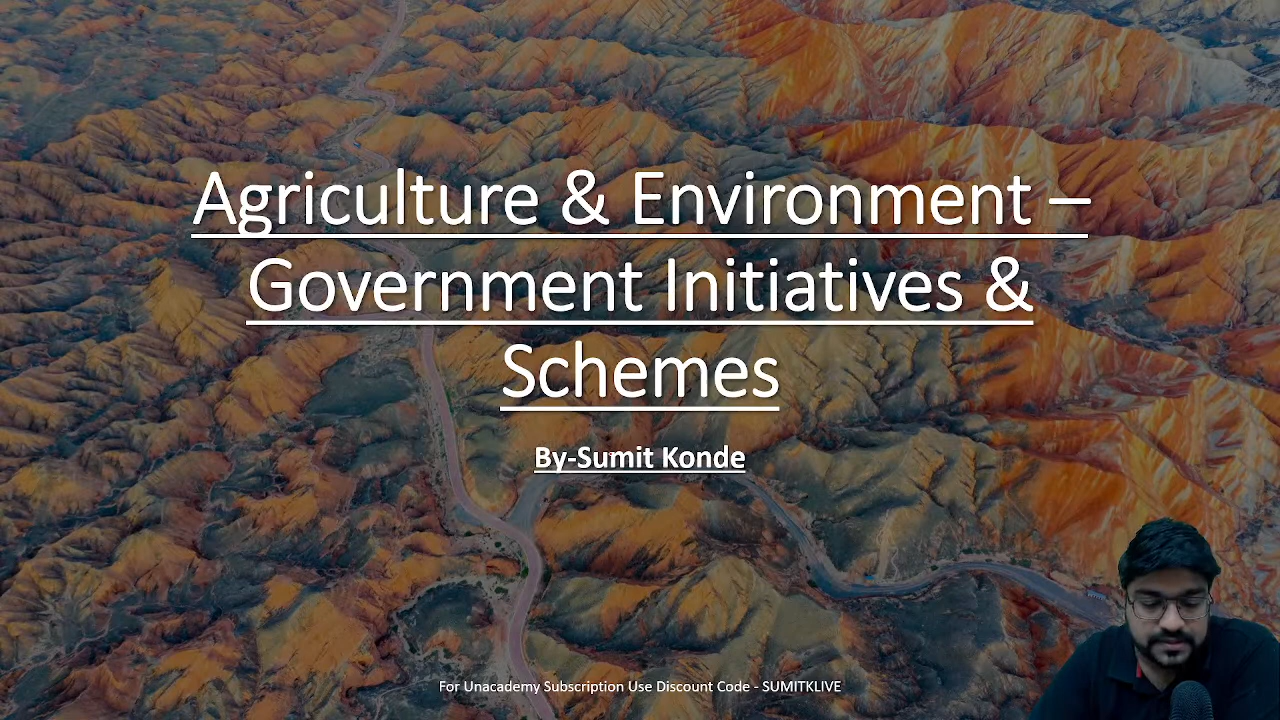 Agriculture & Environment –
Government Initiatives &
Schemes
By-Sumit Konde
For Unacademy Subscription Use Discount Code - SUMITKLIVE